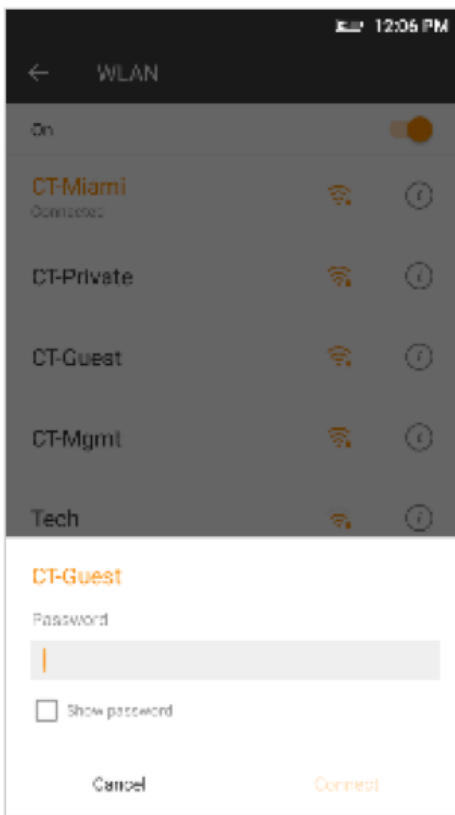 12:06 PM
WLAN
On
CT-Miami
Connected
CT-Private
CT-Guest
CT-Mgmt
Tech
CT-Guest
Password
Show password
Cancel
Connect